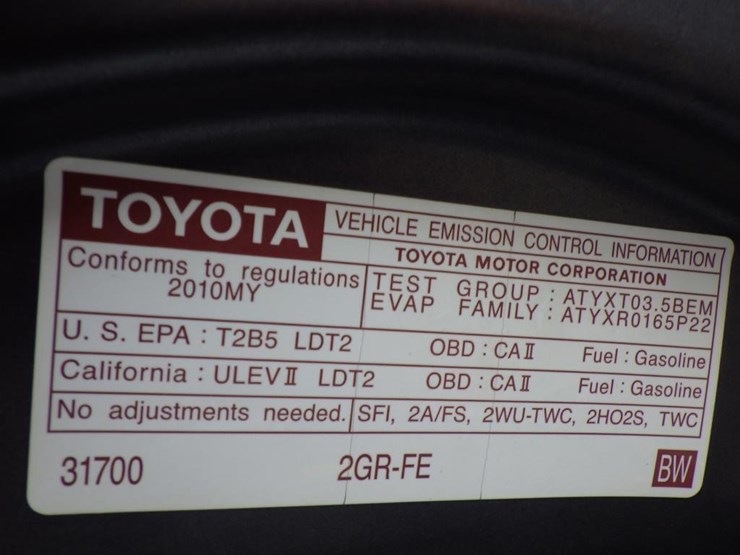 TOYOTA
VEHICLE EMISSION CONTROL INFORMATION
TOYOTA MOTOR CORPORATION
Conforms to regulations
2010MY
TEST GROUP : ATYXT03.5BEM
EVAP FAMILY : ATYXR0165P22
U. S. EPA : T2B5 LDT2 OBD : CAⅡ Fuel : Gasoline
California : ULEVⅡ LDT2 OBD : CAⅡ Fuel : Gasoline
No adjustments needed. SFI, 2A/FS, 2WU-TWC, 2HO2S, TWC
31700 2GR-FE BW